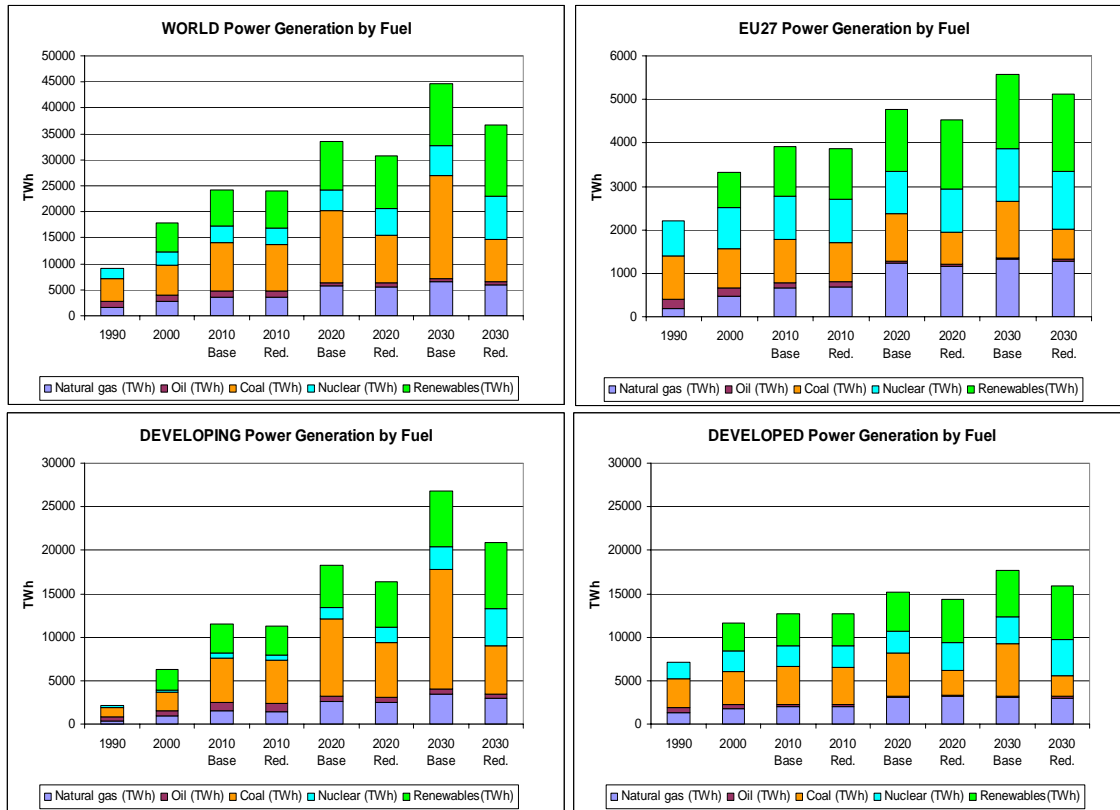 WORLD Power Generation by Fuel
50000
45000
40000
35000
30000
25000
20000
15000
10000
5000
0
TWh
1990 2000 2010 2010 2020 2020 2030 2030
Base Red. Base Red. Base Red.
Natural gas (TWh) Oil (TWh) Coal (TWh) Nuclear (TWh) Renewables(TWh)
EU27 Power Generation by Fuel
6000
5000
4000
3000
2000
1000
0
TWh
1990 2000 2010 2010 2020 2020 2030 2030
Base Red. Base Red. Base Red.
Natural gas (TWh) Oil (TWh) Coal (TWh) Nuclear (TWh) Renewables(TWh)
DEVELOPING Power Generation by Fuel
30000
25000
20000
15000
10000
5000
0
TWh
1990 2000 2010 2010 2020 2020 2030 2030
Base Red. Base Red. Base Red.
Natural gas (TWh) Oil (TWh) Coal (TWh) Nuclear (TWh) Renewables(TWh)
DEVELOPED Power Generation by Fuel
30000
25000
20000
15000
10000
5000
0
TWh
1990 2000 2010 2010 2020 2020 2030 2030
Base Red. Base Red. Base Red.
Natural gas (TWh) Oil (TWh) Coal (TWh) Nuclear (TWh) Renewables(TWh)